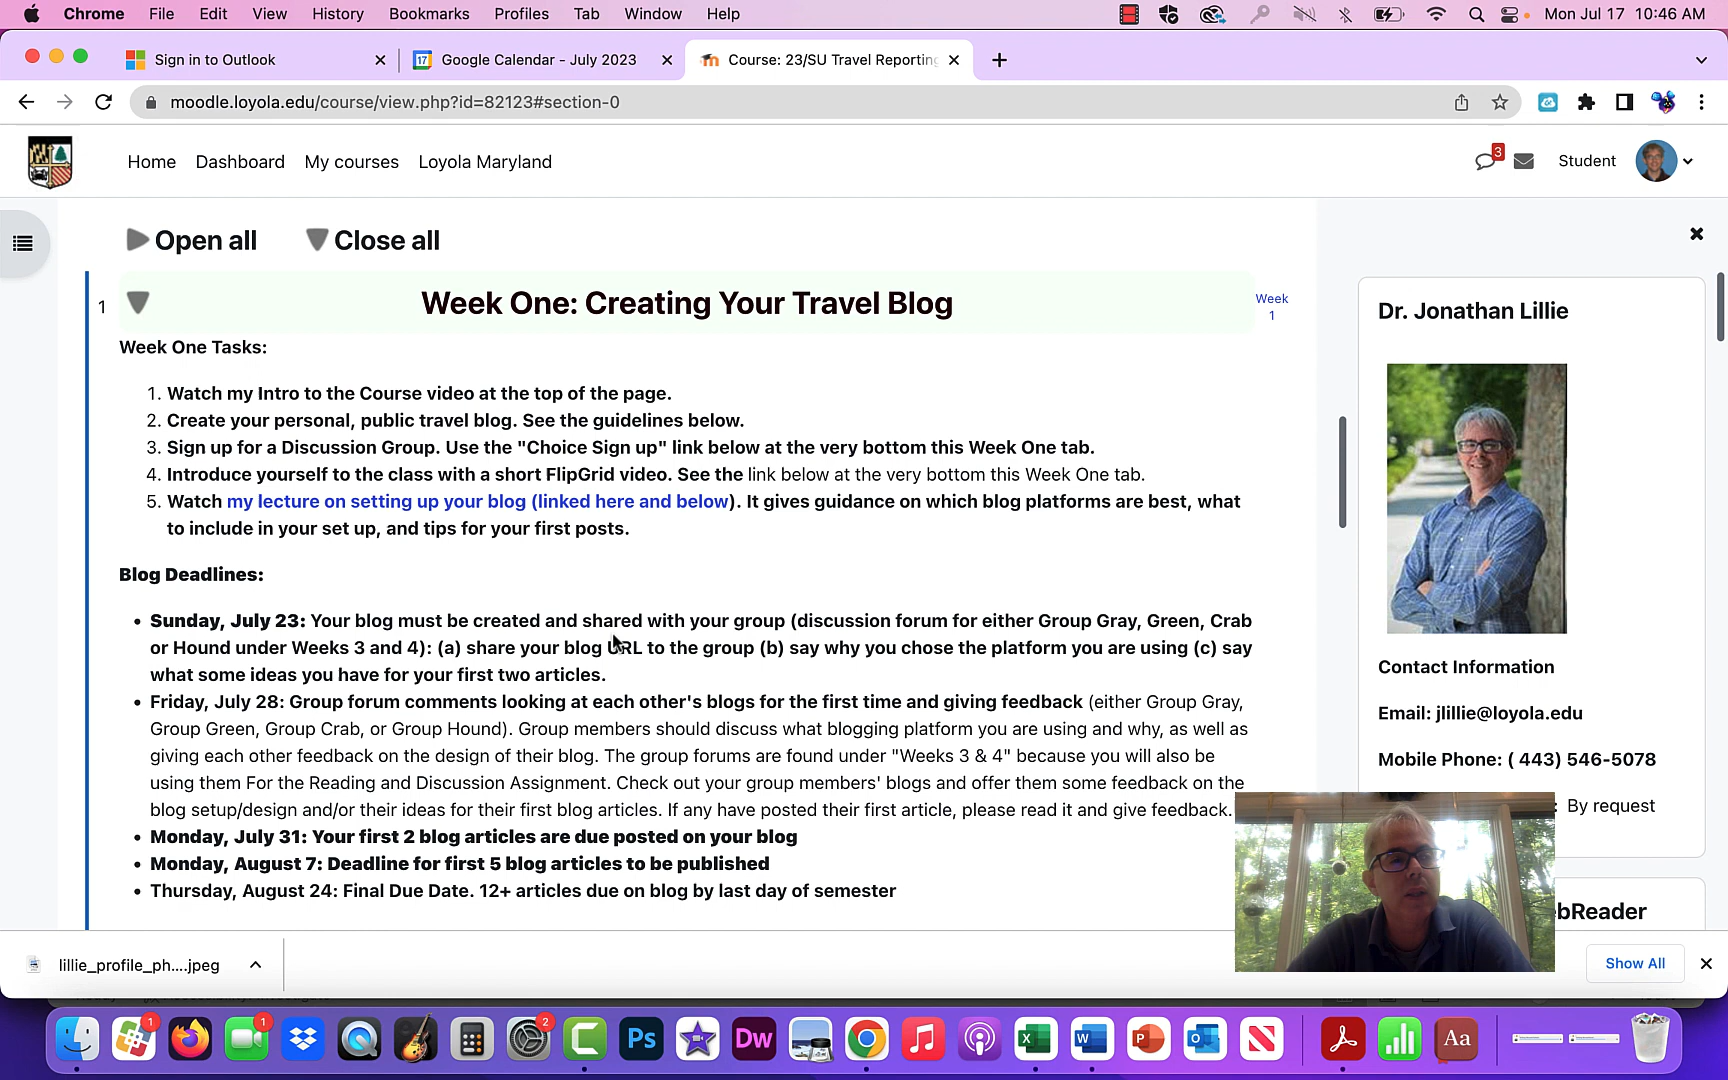 Chrome File Edit View History Bookmarks Profiles Tab Window Help Mon Jul 17 10:46 AM
Sign in to Outlook
17 Google Calendar - July 2023
Course: 23/SU Travel Reporting
moodle.loyola.edu/course/view.php?id=82123#section-0
Home Dashboard My courses Loyola Maryland
3 Student
Open all Close all
1 Week One: Creating Your Travel Blog
Week
1
Week One Tasks:
1. Watch my Intro to the Course video at the top of the page.
2. Create your personal, public travel blog. See the guidelines below.
3. Sign up for a Discussion Group. Use the "Choice Sign up" link below at the very bottom this Week One tab.
4. Introduce yourself to the class with a short FlipGrid video. See the link below at the very bottom this Week One tab.
5. Watch my lecture on setting up your blog (linked here and below). It gives guidance on which blog platforms are best, what
to include in your set up, and tips for your first posts.
Blog Deadlines:
• Sunday, July 23: Your blog must be created and shared with your group (discussion forum for either Group Gray, Green, Crab
or Hound under Weeks 3 and 4): (a) share your blog URL to the group (b) say why you chose the platform you are using (c) say
what some ideas you have for your first two articles.
• Friday, July 28: Group forum comments looking at each other's blogs for the first time and giving feedback (either Group Gray,
Group Green, Group Crab, or Group Hound). Group members should discuss what blogging platform you are using and why, as well as
giving each other feedback on the design of their blog. The group forums are found under "Weeks 3 & 4" because you will also be
using them For the Reading and Discussion Assignment. Check out your group members' blogs and offer them some feedback on the
blog setup/design and/or their ideas for their first blog articles. If any have posted their first article, please read it and give feedback.
• Monday, July 31: Your first 2 blog articles are due posted on your blog
• Monday, August 7: Deadline for first 5 blog articles to be published
• Thursday, August 24: Final Due Date. 12+ articles due on blog by last day of semester
Dr. Jonathan Lillie
Contact Information
Email: jlillie@loyola.edu
Mobile Phone: ( 443) 546-5078
: By request
bReader
lillie_profile_ph....jpeg
Show All
1 1 2 Ps Dw X W P O N Aa